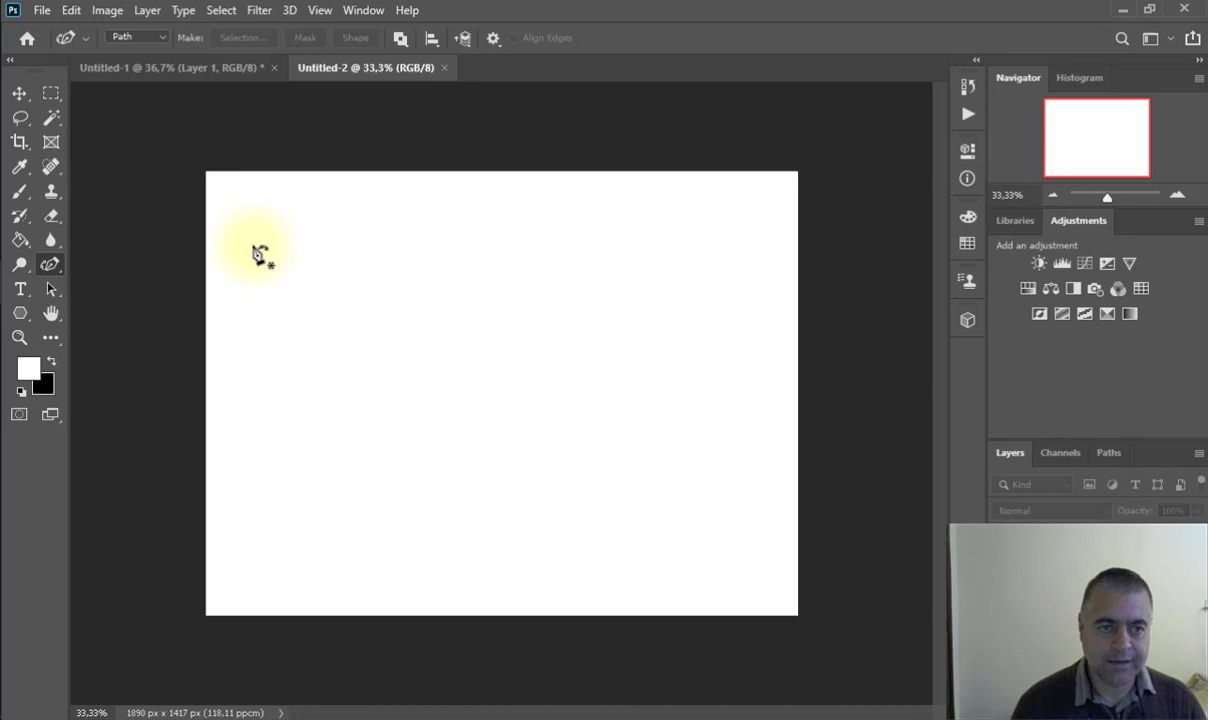 Ps File Edit Image Layer Type Select Filter 3D View Window Help
Path Make: Selection... Mask Shape Align Edges
Untitled-1 @ 36,7% (Layer 1, RGB/8) * × Untitled-2 @ 33,3% (RGB/8) ×
Navigator Histogram
33,33%
Libraries Adjustments
Add an adjustment
Layers Channels Paths
Kind
Normal Opacity: 100%
33,33% 1890 px x 1417 px (118,11 ppcm)